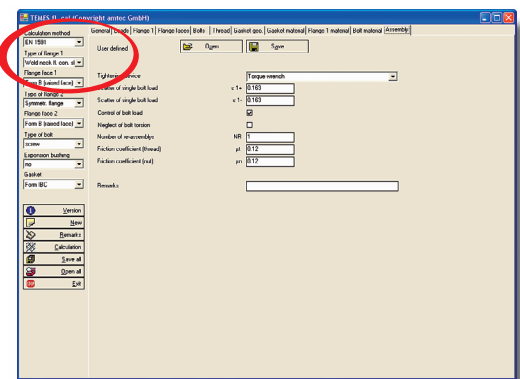 TEMES fl. cal (Copyright amtec GmbH)
Calculation method
EN 1591
Type of flange 1
Weld neck fl. con. sl
Flange face 1
Form B (raised face)
Type of flange 2
Symmetr. flange
Flange face 2
Form B (raised face)
Type of bolt
screw
Expansion bushing
no
Gasket
Form IBC
Version
New
Remarks
Calculation
Save all
Open all
Exit
General Loads Flange 1 Flange faces Bolts Thread Gasket geo. Gasket material Flange 1 material Bolt material Assembly
User defined Open Save
Tightening device Torque wrench
Scatter of single bolt load ε 1+ 0.163
Scatter of single bolt load ε 1- 0.163
Control of bolt load
Neglect of bolt torsion
Number of re-assemblys NR 1
Friction coefficient (thread) µt 0.12
Friction coefficient (nut) µn 0.12
Remarks